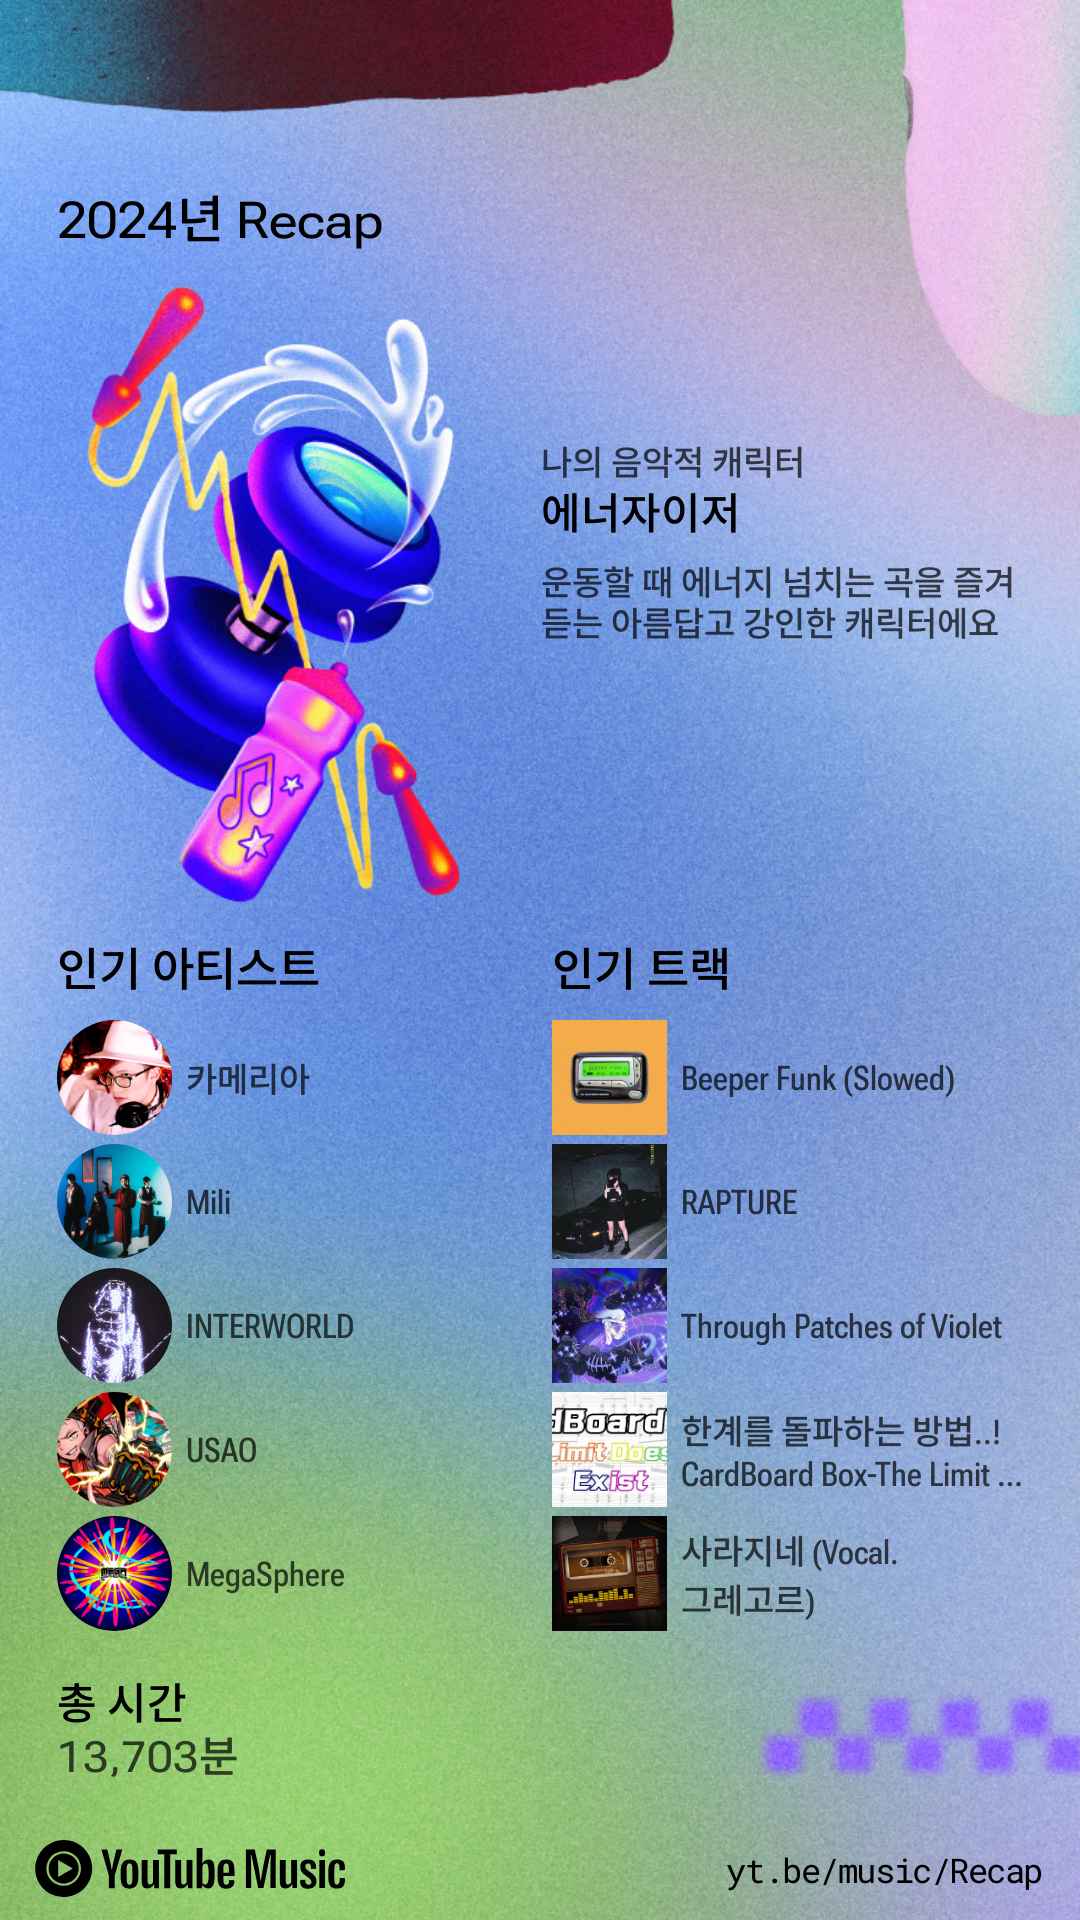 2024년 Recap
나의 음악적 캐릭터
에너자이저
운동할 때 에너지 넘치는 곡을 즐겨
듣는 아름답고 강인한 캐릭터에요
인기 아티스트
카메리아
Mili
INTERWORLD
USAO
MegaSphere
인기 트랙
Beeper Funk (Slowed)
RAPTURE
Through Patches of Violet
dBoard
Limit Does
Exist
한계를 돌파하는 방법..!
CardBoard Box-The Limit ...
사라지네 (Vocal.
그레고르)
총 시간
13,703분
YouTube Music
yt.be/music/Recap